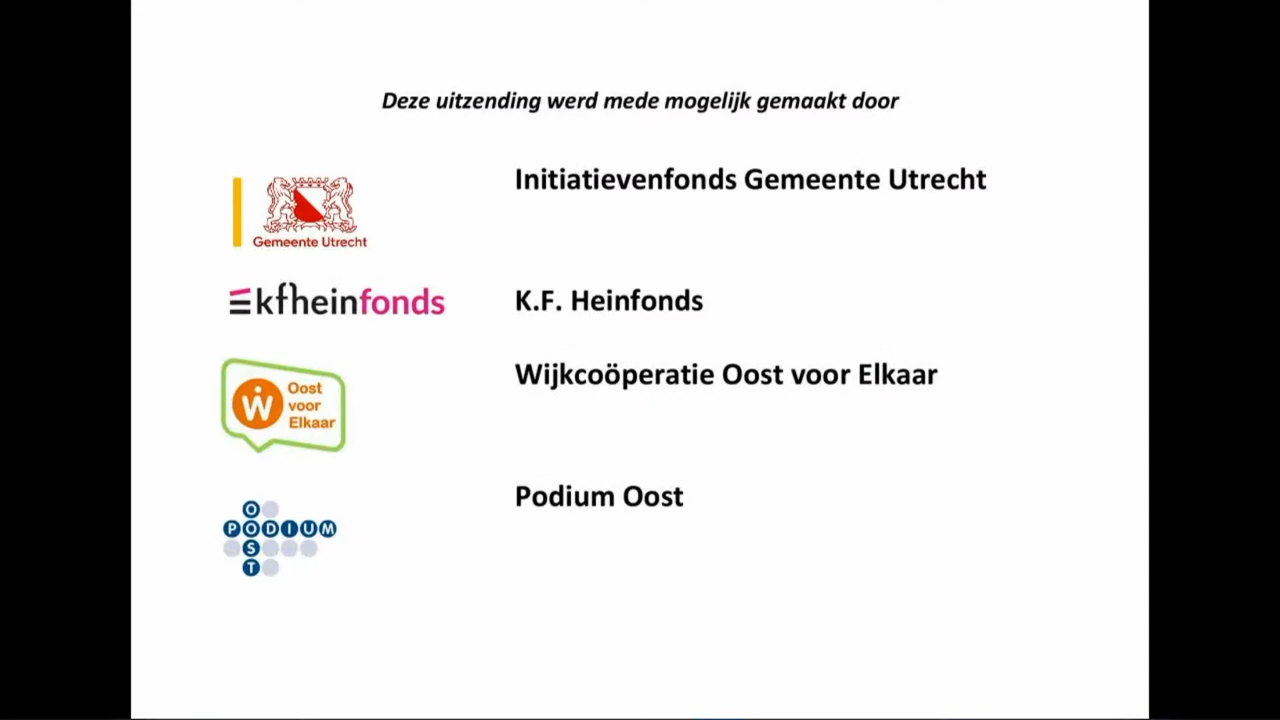 Deze uitzending werd mede mogelijk gemaakt door
Gemeente Utrecht
Initiatievenfonds Gemeente Utrecht
kfheinfonds
K.F. Heinfonds
W
Oost
voor
Elkaar
Wijkcoöperatie Oost voor Elkaar
PODIUM
OOST
Podium Oost